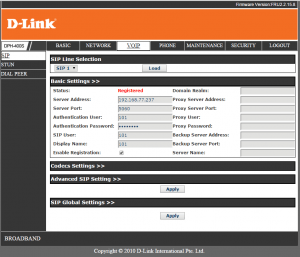 Firmware Version:FRU2.2.15.8
D-Link
DPH-400S BASIC NETWORK VOIP PHONE MAINTENANCE SECURITY LOGOUT
SIP
STUN
DIAL PEER
SIP Line Selection
SIP 1 Load
Basic Settings >>
Status: Registered Domain Realm:
Server Address: 192.168.77.237 Proxy Server Address:
Server Port: 5060 Proxy Server Port:
Authentication User: 101 Proxy User:
Authentication Password: •••••••• Proxy Password:
SIP User: 101 Backup Server Address:
Display Name: 101 Backup Server Port:
Enable Registration: Server Name:
Codecs Settings >>
Advanced SIP Setting >>
Apply
SIP Global Settings >>
Apply
BROADBAND
Copyright © 2010 D-Link International Pte. Ltd.